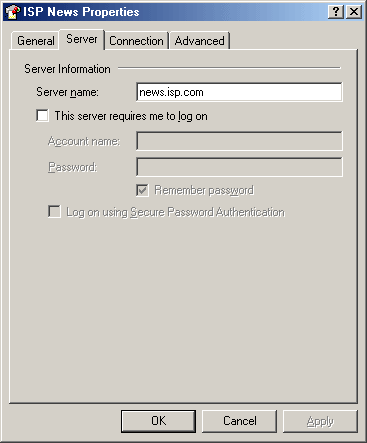 ISP News Properties
General Server Connection Advanced
Server Information
Server name: news.isp.com
This server requires me to log on
Account name:
Password:
Remember password
Log on using Secure Password Authentication
OK Cancel Apply